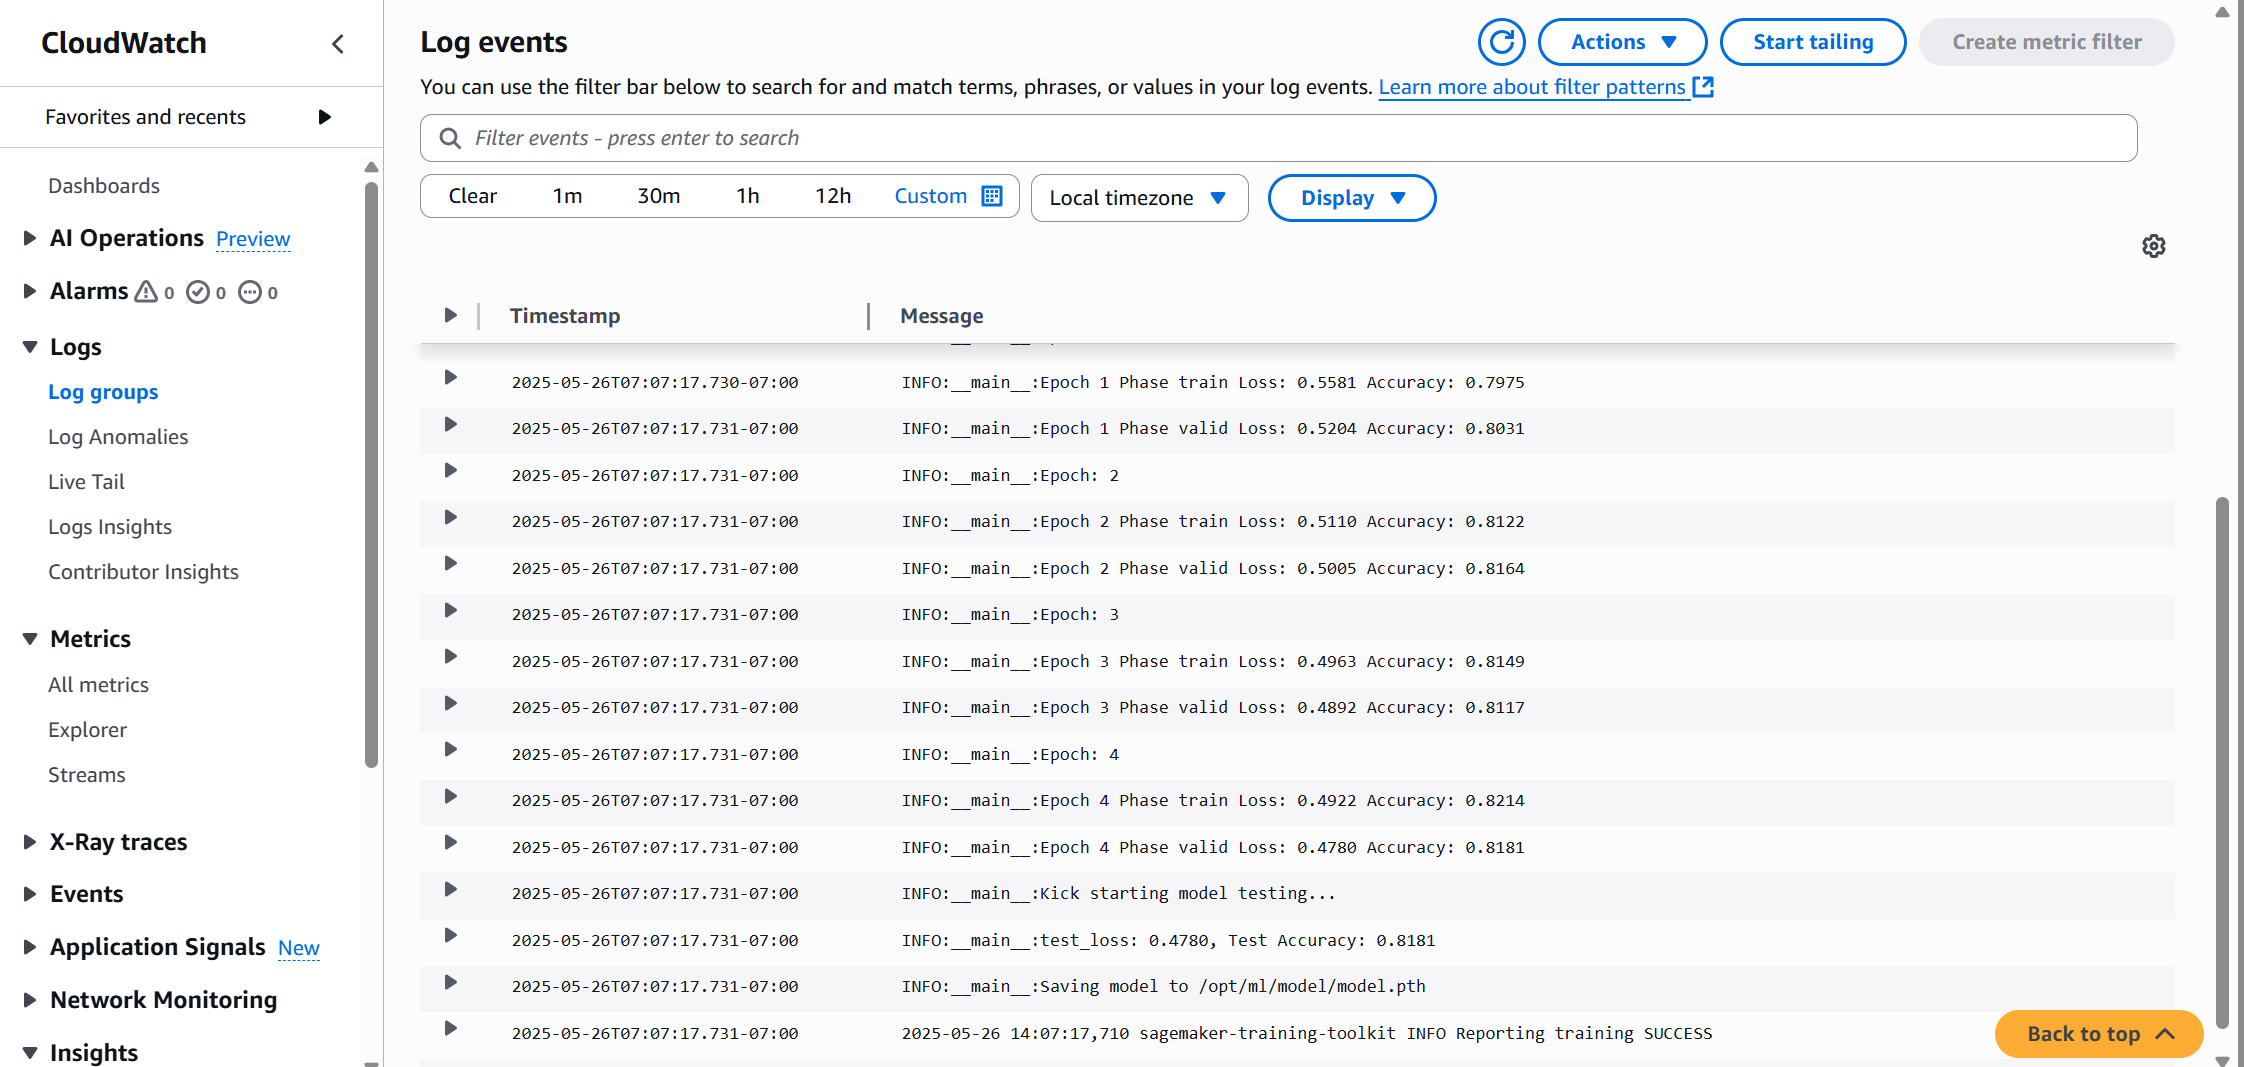 CloudWatch
Favorites and recents
Dashboards
AI Operations Preview
Alarms 0 0 0
Logs
Log groups
Log Anomalies
Live Tail
Logs Insights
Contributor Insights
Metrics
All metrics
Explorer
Streams
X-Ray traces
Events
Application Signals New
Network Monitoring
Insights
Log events
Actions
Start tailing
Create metric filter
You can use the filter bar below to search for and match terms, phrases, or values in your log events. Learn more about filter patterns
Filter events - press enter to search
Clear 1m 30m 1h 12h Custom
Local timezone
Display
Timestamp Message
2025-05-26T07:07:17.730-07:00 INFO:__main__:Epoch 1 Phase train Loss: 0.5581 Accuracy: 0.7975
2025-05-26T07:07:17.731-07:00 INFO:__main__:Epoch 1 Phase valid Loss: 0.5204 Accuracy: 0.8031
2025-05-26T07:07:17.731-07:00 INFO:__main__:Epoch: 2
2025-05-26T07:07:17.731-07:00 INFO:__main__:Epoch 2 Phase train Loss: 0.5110 Accuracy: 0.8122
2025-05-26T07:07:17.731-07:00 INFO:__main__:Epoch 2 Phase valid Loss: 0.5005 Accuracy: 0.8164
2025-05-26T07:07:17.731-07:00 INFO:__main__:Epoch: 3
2025-05-26T07:07:17.731-07:00 INFO:__main__:Epoch 3 Phase train Loss: 0.4963 Accuracy: 0.8149
2025-05-26T07:07:17.731-07:00 INFO:__main__:Epoch 3 Phase valid Loss: 0.4892 Accuracy: 0.8117
2025-05-26T07:07:17.731-07:00 INFO:__main__:Epoch: 4
2025-05-26T07:07:17.731-07:00 INFO:__main__:Epoch 4 Phase train Loss: 0.4922 Accuracy: 0.8214
2025-05-26T07:07:17.731-07:00 INFO:__main__:Epoch 4 Phase valid Loss: 0.4780 Accuracy: 0.8181
2025-05-26T07:07:17.731-07:00 INFO:__main__:Kick starting model testing...
2025-05-26T07:07:17.731-07:00 INFO:__main__:test_loss: 0.4780, Test Accuracy: 0.8181
2025-05-26T07:07:17.731-07:00 INFO:__main__:Saving model to /opt/ml/model/model.pth
2025-05-26T07:07:17.731-07:00 2025-05-26 14:07:17,710 sagemaker-training-toolkit INFO Reporting training SUCCESS
Back to top